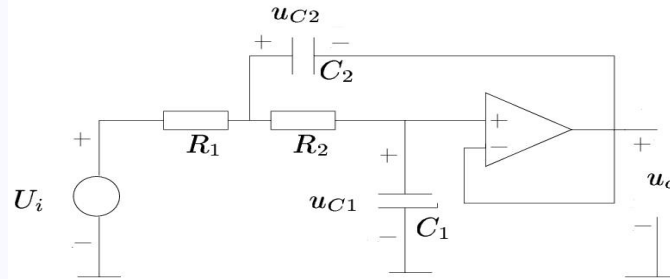 u_{C2}
+ −
C_2
R_1 R_2
+
−
+
U_i
−
+
u_{C1}
−
C_1
+
u_o
−